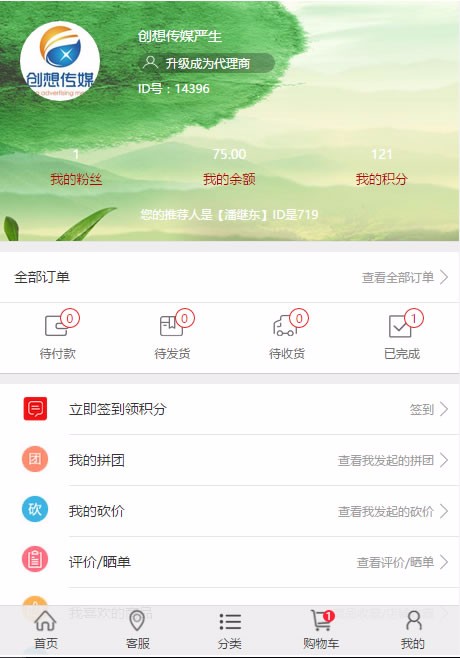 创想传媒
创想传媒严生
升级成为代理商
ID号：14396
1 75.00 121
我的粉丝 我的余额 我的积分
您的推荐人是【潘继东】ID是719
全部订单 查看全部订单
0 0 0 1
待付款 待发货 待收货 已完成
立即签到领积分 签到
团 我的拼团 查看我发起的拼团
砍 我的砍价 查看我发起的砍价
评价/晒单 查看评价/晒单
我喜欢的商品
1
首页 客服 分类 购物车 我的